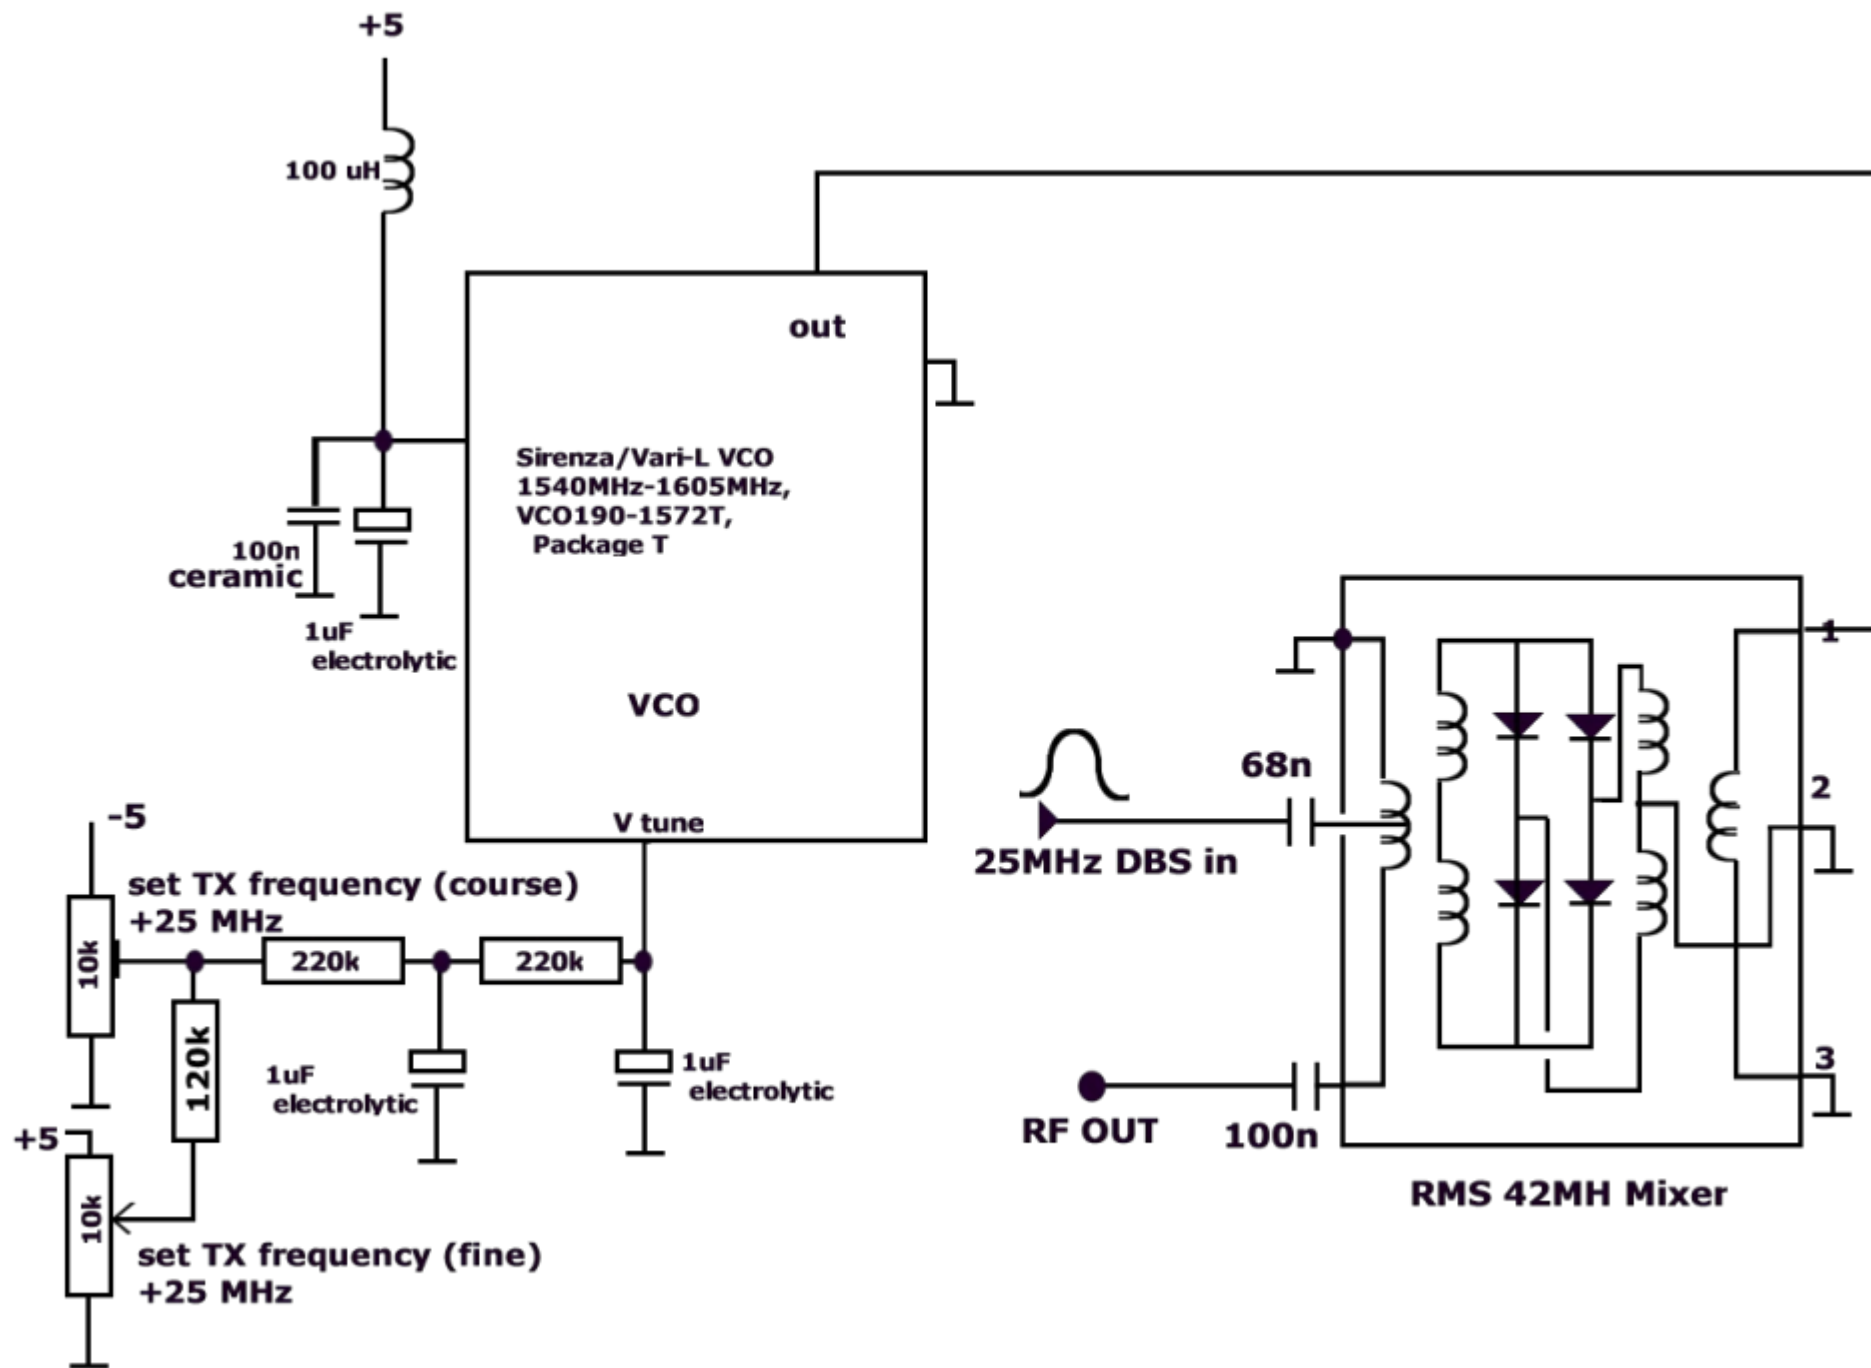 +5
100 uH
out
Sirenza/Vari-L VCO
1540MHz-1605MHz,
VCO190-1572T,
Package T
100n
ceramic
1uF
electrolytic
VCO
V tune
-5
set TX frequency (course)
+25 MHz
10k
220k
220k
120k
1uF
electrolytic
1uF
electrolytic
+5
10k
set TX frequency (fine)
+25 MHz
68n
25MHz DBS in
RF OUT
100n
1
2
3
RMS 42MH Mixer